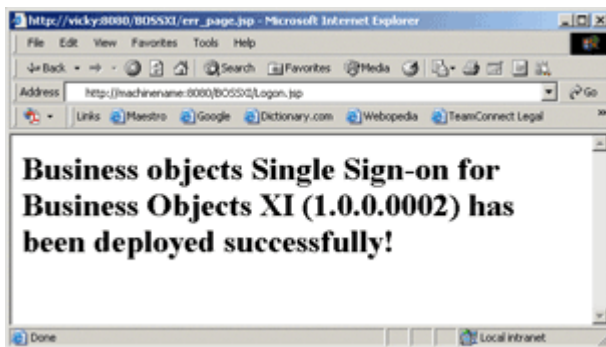 http://vicky:8080/BOSSXI/err_page.jsp - Microsoft Internet Explorer
File Edit View Favorites Tools Help
Back Search Favorites Media
Address http://machinename:8080/BOSSXI/Logon.jsp Go
Links Maestro Google Dictionary.com Webopedia TeamConnect Legal
Business objects Single Sign-on for
Business Objects XI (1.0.0.0002) has
been deployed successfully!
Done Local intranet